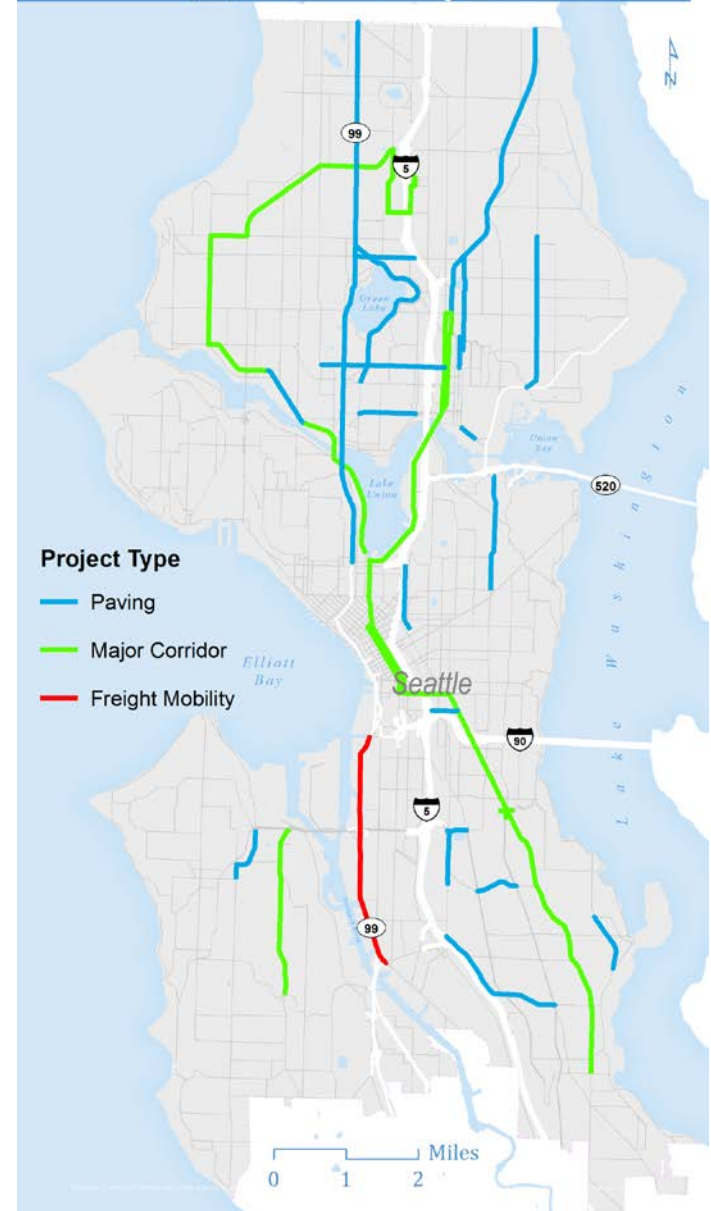 N
99
5
Green
Lake
Union
Bay
Lake
Union
520
Project Type
Paving
Major Corridor
Freight Mobility
Elliott
Bay
Seattle
90
Lake Washington
5
99
Miles
0 1 2